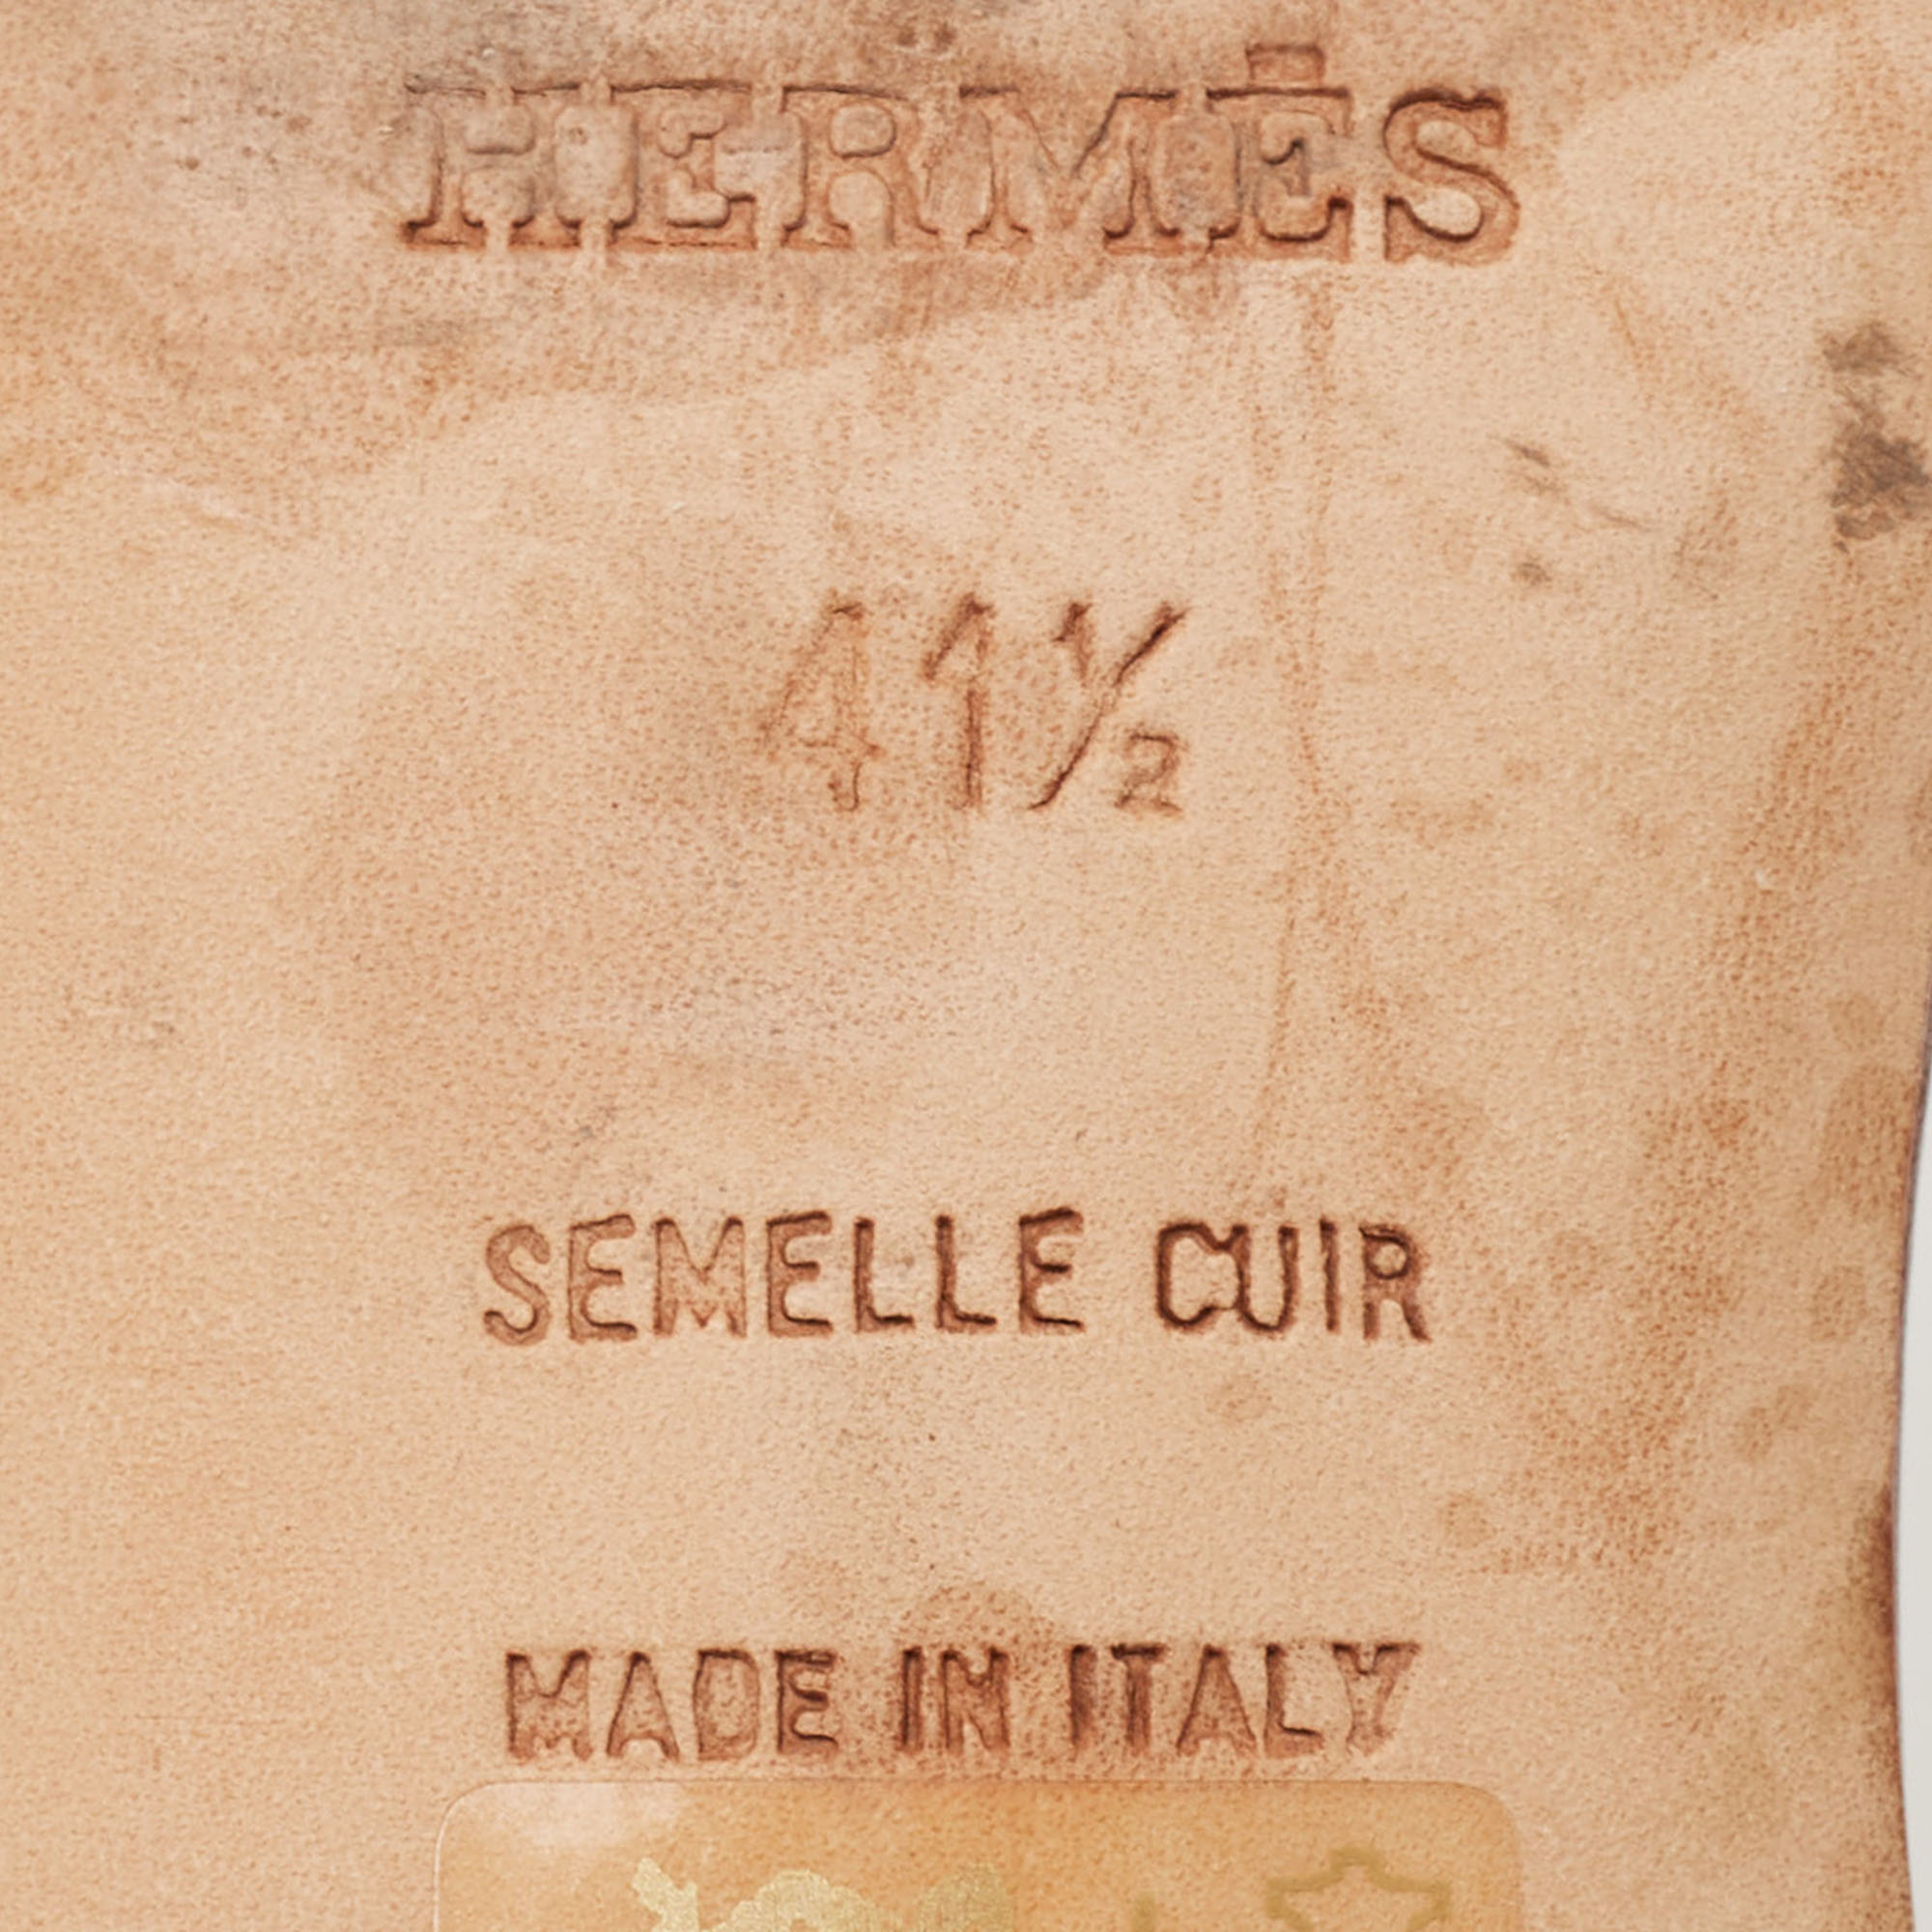 HERMÈS
41½
SEMELLE CUIR
MADE IN ITALY